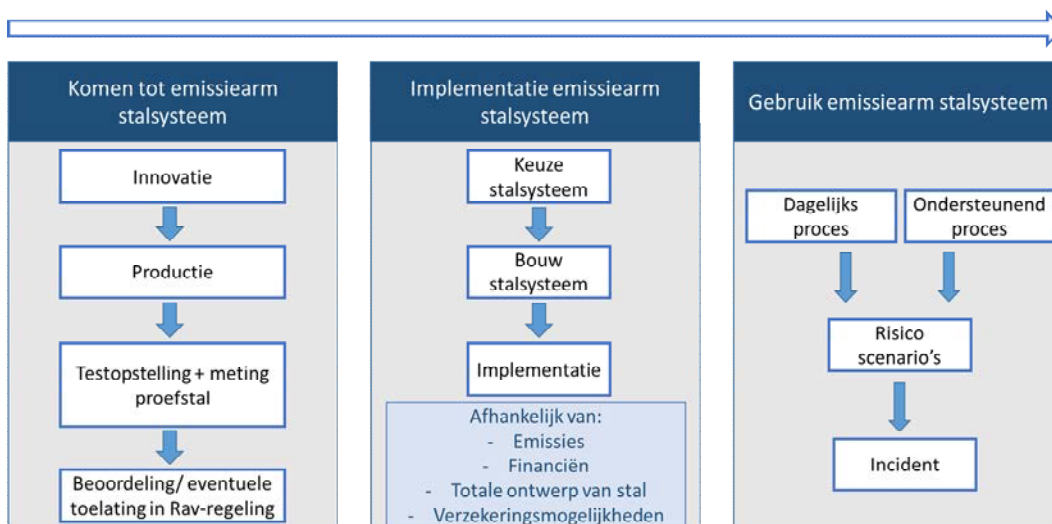 Komen tot emissiearm
stalsysteem
Innovatie
Productie
Testopstelling + meting
proefstal
Beoordeling/ eventuele
toelating in Rav-regeling
Implementatie emissiearm
stalsysteem
Keuze
stalsysteem
Bouw
stalsysteem
Implementatie
Afhankelijk van:
- Emissies
- Financiën
- Totale ontwerp van stal
- Verzekeringsmogelijkheden
Gebruik emissiearm stalsysteem
Dagelijks
proces
Ondersteunend
proces
Risico
scenario's
Incident